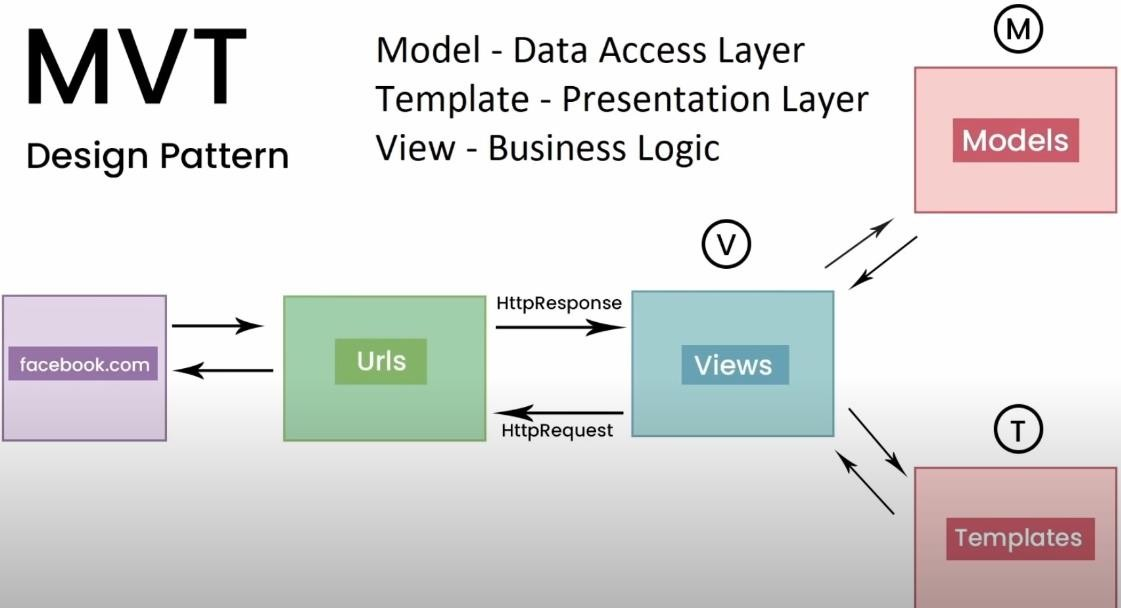 MVT
Design Pattern
Model - Data Access Layer
Template - Presentation Layer
View - Business Logic
M
Models
V
facebook.com
Urls
HttpResponse
HttpRequest
Views
T
Templates